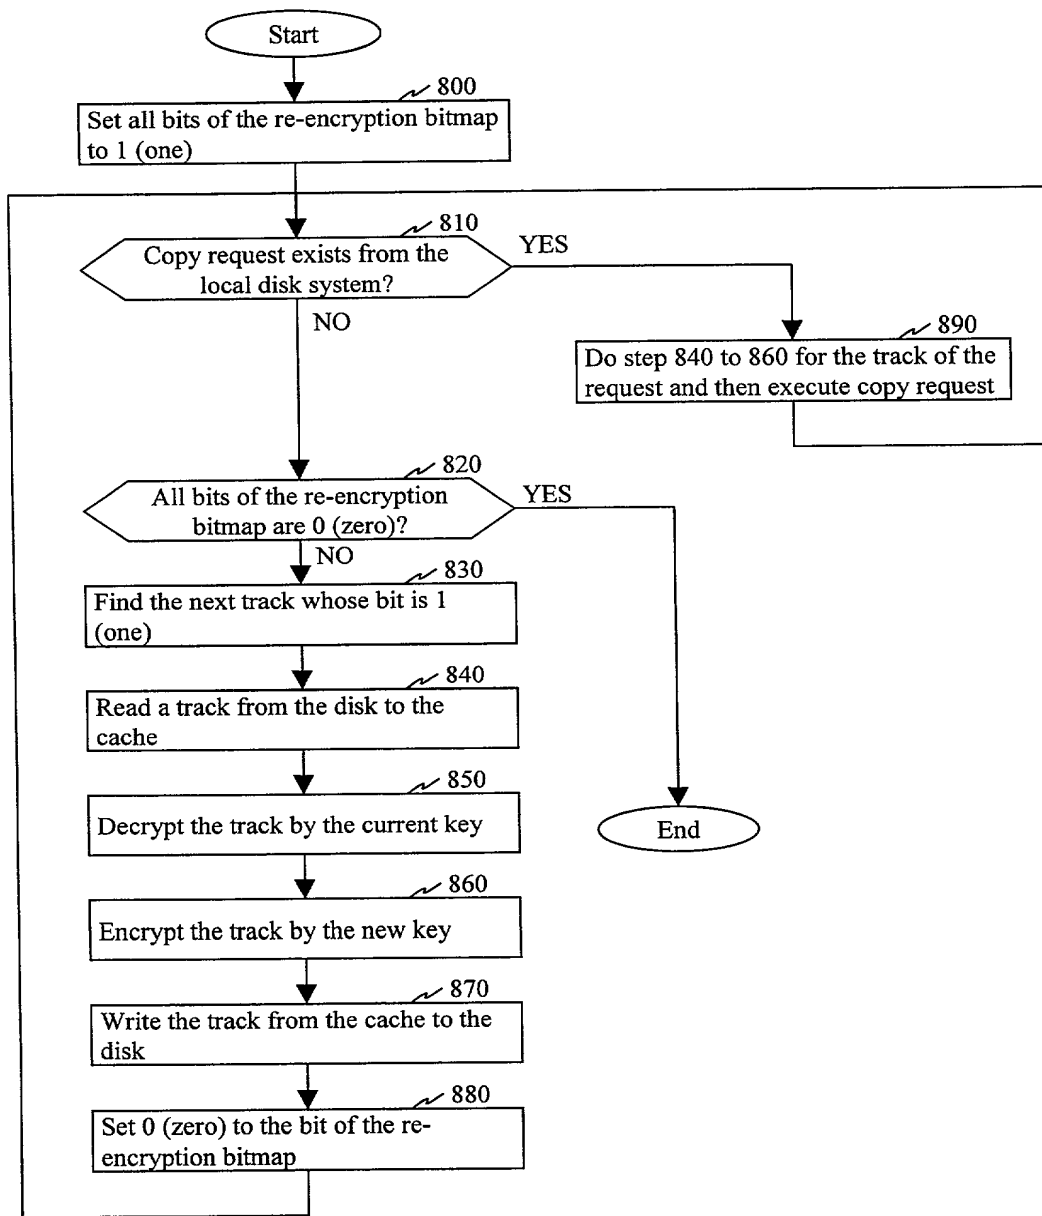 Start
800
Set all bits of the re-encryption bitmap
to 1 (one)
810
Copy request exists from the
local disk system?
YES
NO
890
Do step 840 to 860 for the track of the
request and then execute copy request
820
All bits of the re-encryption
bitmap are 0 (zero)?
YES
NO
830
Find the next track whose bit is 1
(one)
840
Read a track from the disk to the
cache
850
Decrypt the track by the current key
End
860
Encrypt the track by the new key
870
Write the track from the cache to the
disk
880
Set 0 (zero) to the bit of the re-
encryption bitmap